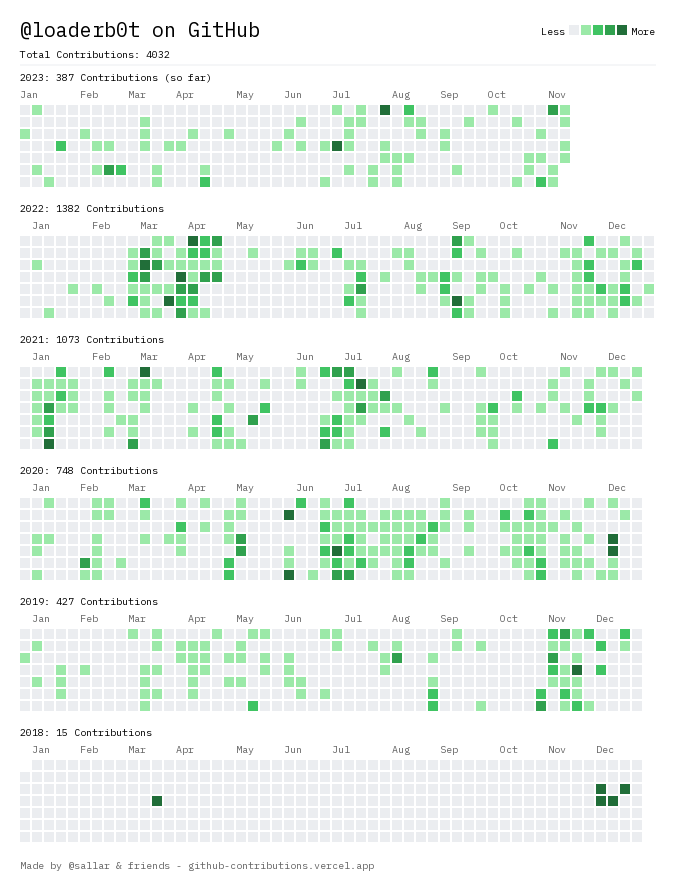 @loaderb0t on GitHub
Less More
Total Contributions: 4032
2023: 387 Contributions (so far)
Jan Feb Mar Apr May Jun Jul Aug Sep Oct Nov
2022: 1382 Contributions
Jan Feb Mar Apr May Jun Jul Aug Sep Oct Nov Dec
2021: 1073 Contributions
Jan Feb Mar Apr May Jun Jul Aug Sep Oct Nov Dec
2020: 748 Contributions
Jan Feb Mar Apr May Jun Jul Aug Sep Oct Nov Dec
2019: 427 Contributions
Jan Feb Mar Apr May Jun Jul Aug Sep Oct Nov Dec
2018: 15 Contributions
Jan Feb Mar Apr May Jun Jul Aug Sep Oct Nov Dec
Made by @sallar & friends - github-contributions.vercel.app